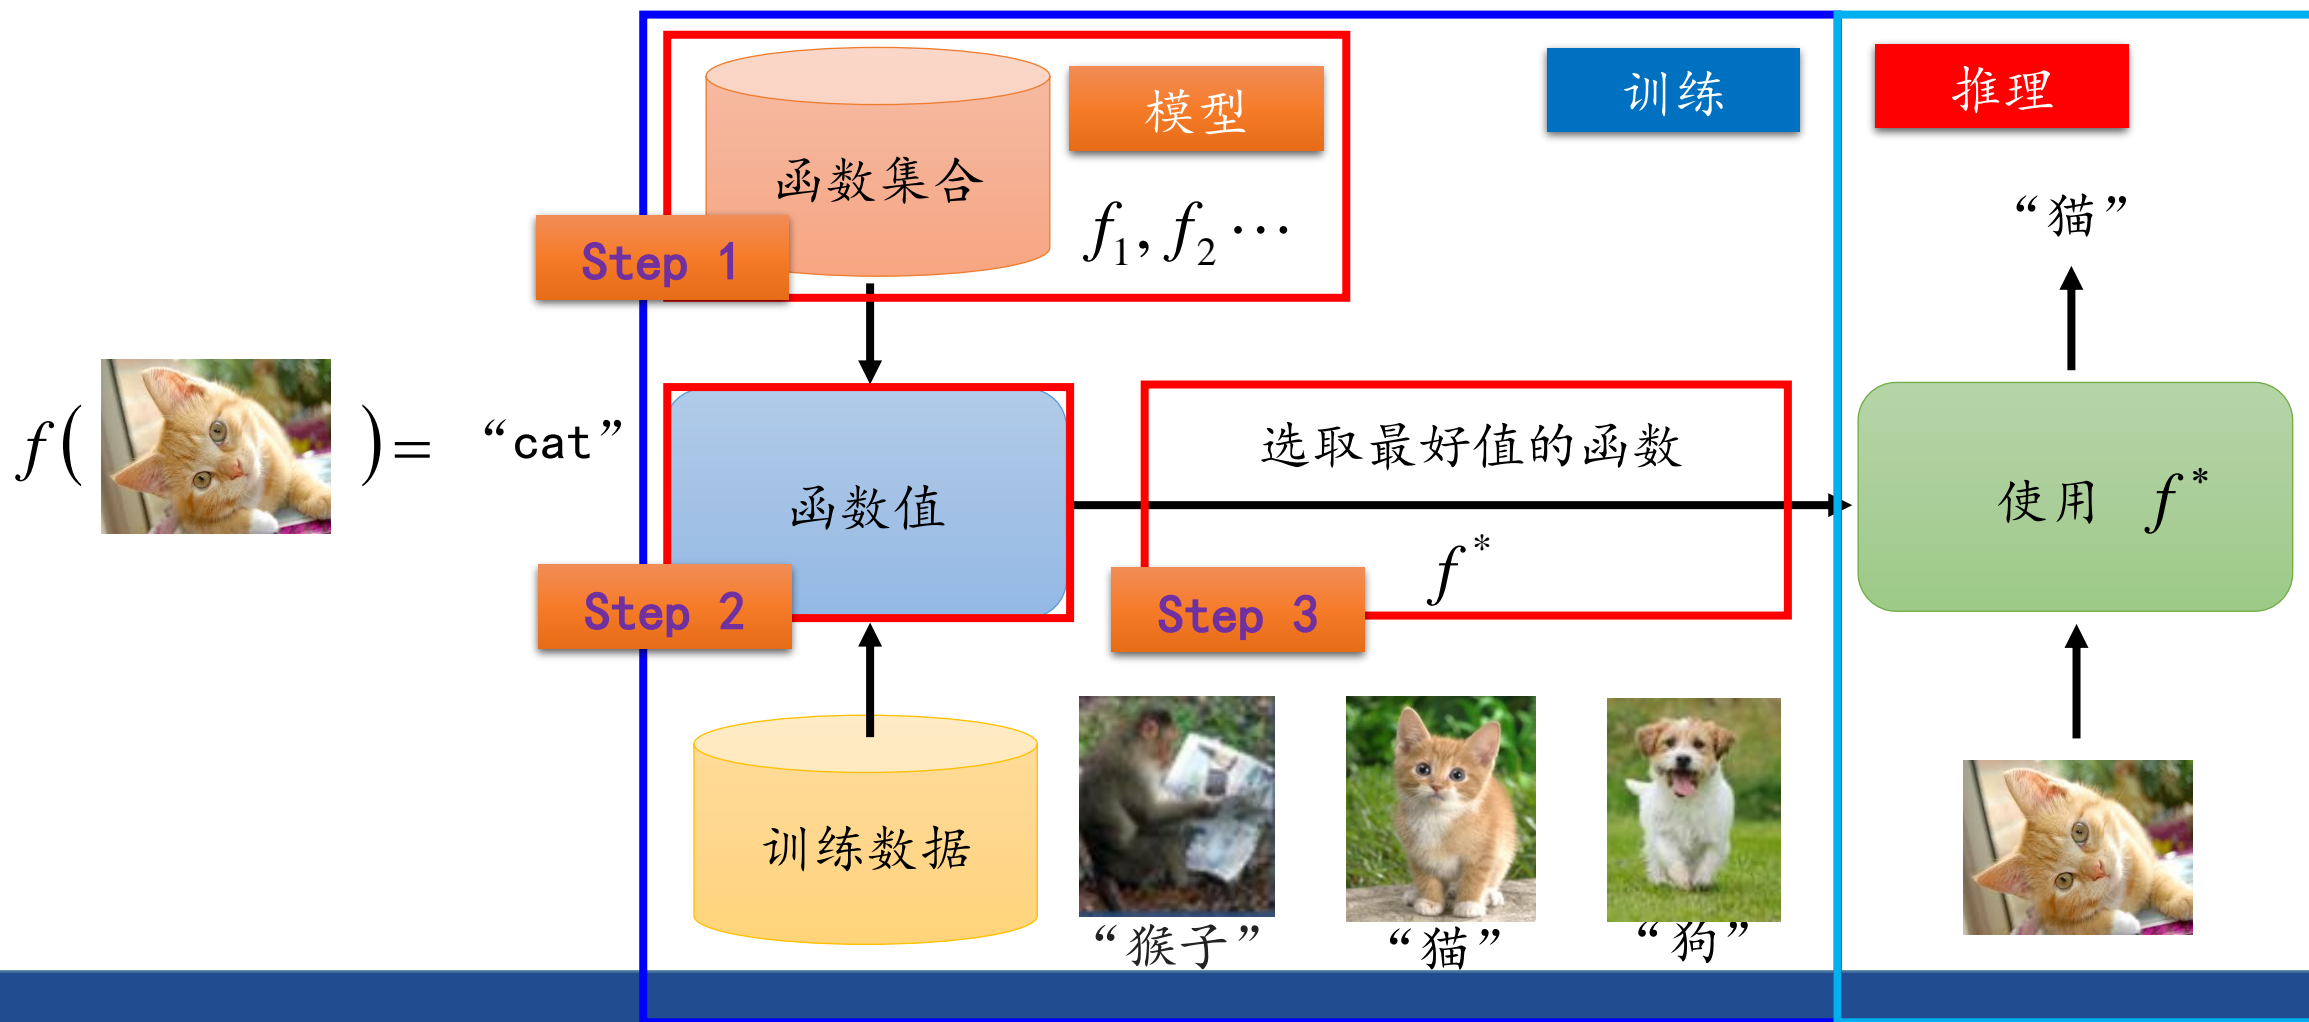 模型
训练
推理
函数集合
f₁, f₂ ⋯
Step 1
“猫”
f( ) = “cat”
函数值
选取最好值的函数
使用 f*
f*
Step 2
Step 3
训练数据
“猴子”
“猫”
“狗”